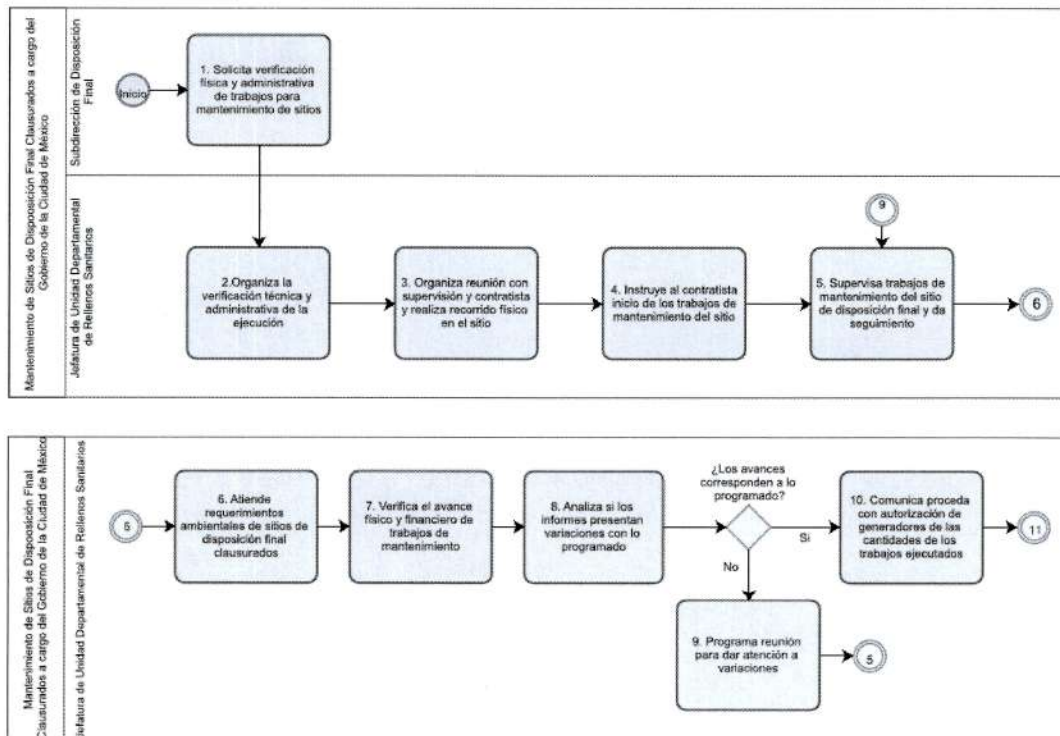 Mantenimiento de Sitios de Disposición Final Clausurados a cargo del
Gobierno de la Ciudad de México
Subdirección de Disposición
Final
Inicio
1. Solicita verificación
física y administrativa
de trabajos para
mantenimiento de sitios
Jefatura de Unidad Departamental
de Rellenos Sanitarios
2.Organiza la
verificación técnica y
administrativa de la
ejecución
3. Organiza reunión con
supervisión y contratista
y realiza recorrido físico
en el sitio
4. Instruye al contratista
inicio de los trabajos de
mantenimiento del sitio
9
5. Supervisa trabajos de
mantenimiento del sitio
de disposición final y da
seguimiento
6
Mantenimiento de Sitios de Disposición Final
Clausurados a cargo del Gobierno de la Ciudad de México
Jefatura de Unidad Departamental de Rellenos Sanitarios
5
6. Atiende
requerimientos
ambientales de sitios de
disposición final
clausurados
7. Verifica el avance
físico y financiero de
trabajos de
mantenimiento
8. Analiza si los
informes presentan
variaciones con lo
programado
¿Los avances
corresponden a lo
programado?
Si
No
10. Comunica proceda
con autorización de
generadores de las
cantidades de los
trabajos ejecutados
11
9. Programa reunión
para dar atención a
variaciones
5